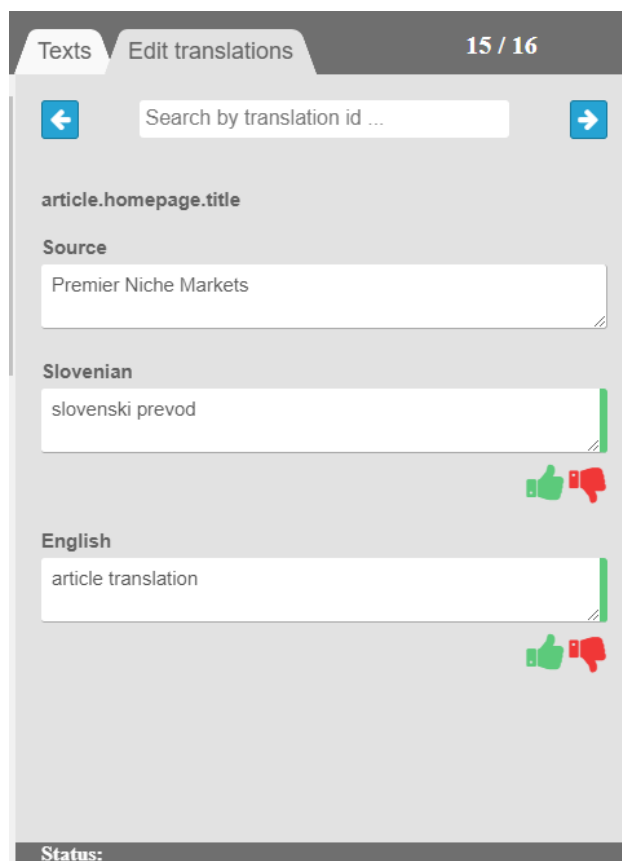 Texts
Edit translations
15 / 16
Search by translation id ...
article.homepage.title
Source
Premier Niche Markets
Slovenian
slovenski prevod
English
article translation
Status: